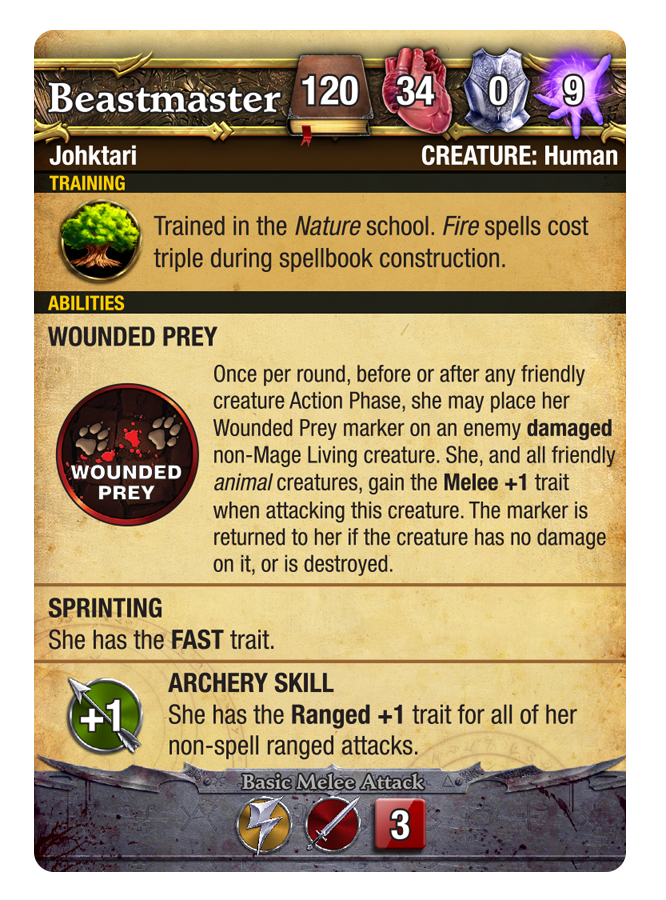 Beastmaster 120 34 0 9
Johktari CREATURE: Human
TRAINING
Trained in the Nature school. Fire spells cost
triple during spellbook construction.
ABILITIES
WOUNDED PREY
WOUNDED
PREY
Once per round, before or after any friendly
creature Action Phase, she may place her
Wounded Prey marker on an enemy damaged
non-Mage Living creature. She, and all friendly
animal creatures, gain the Melee +1 trait
when attacking this creature. The marker is
returned to her if the creature has no damage
on it, or is destroyed.
SPRINTING
She has the FAST trait.
+1
ARCHERY SKILL
She has the Ranged +1 trait for all of her
non-spell ranged attacks.
Basic Melee Attack
3